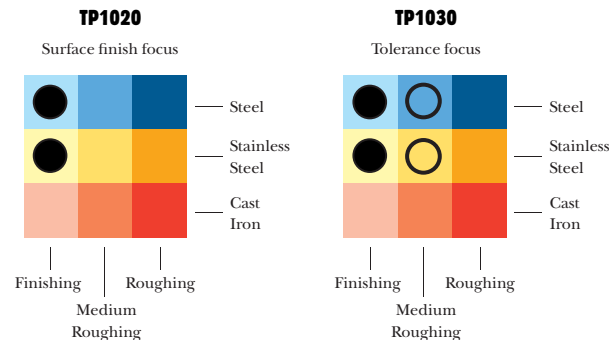 TP1020
Surface finish focus
Steel
Stainless
Steel
Cast
Iron
Finishing
Roughing
Medium
Roughing
TP1030
Tolerance focus
Steel
Stainless
Steel
Cast
Iron
Finishing
Roughing
Medium
Roughing